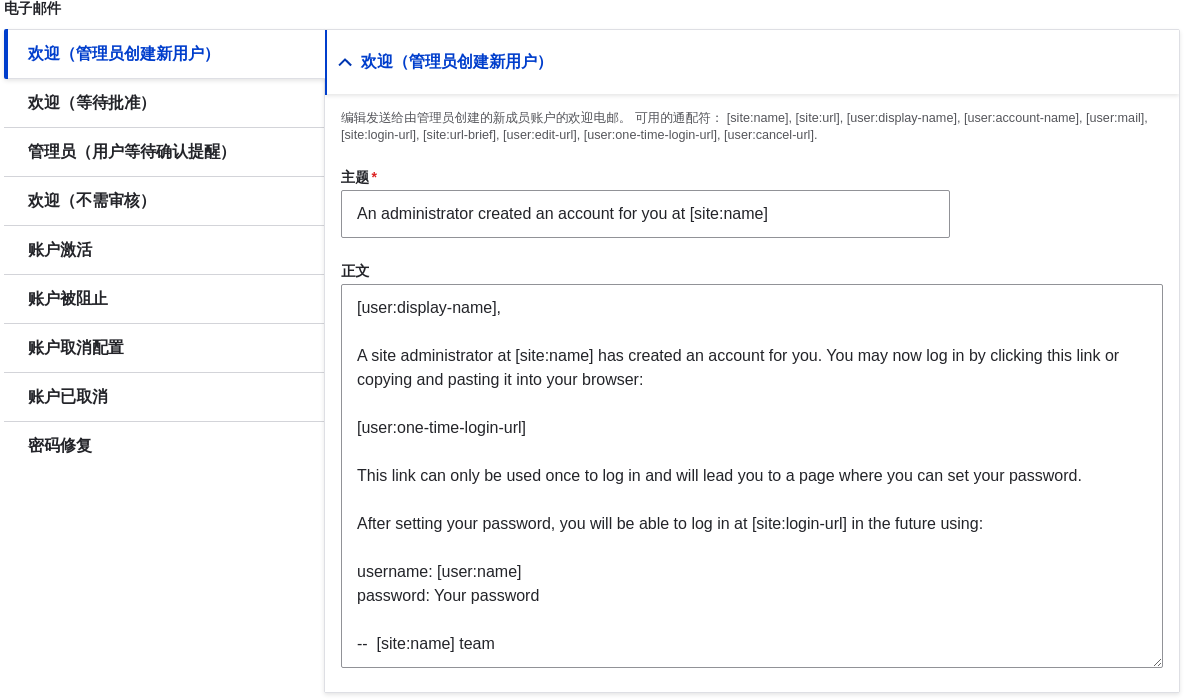 电子邮件
欢迎（管理员创建新用户）
欢迎（等待批准）
管理员（用户等待确认提醒）
欢迎（不需审核）
账户激活
账户被阻止
账户取消配置
账户已取消
密码修复
欢迎（管理员创建新用户）
编辑发送给由管理员创建的新成员账户的欢迎电邮。 可用的通配符： [site:name], [site:url], [user:display-name], [user:account-name], [user:mail],
[site:login-url], [site:url-brief], [user:edit-url], [user:one-time-login-url], [user:cancel-url].
主题*
An administrator created an account for you at [site:name]
正文
[user:display-name],
A site administrator at [site:name] has created an account for you. You may now log in by clicking this link or
copying and pasting it into your browser:
[user:one-time-login-url]
This link can only be used once to log in and will lead you to a page where you can set your password.
After setting your password, you will be able to log in at [site:login-url] in the future using:
username: [user:name]
password: Your password
--  [site:name] team